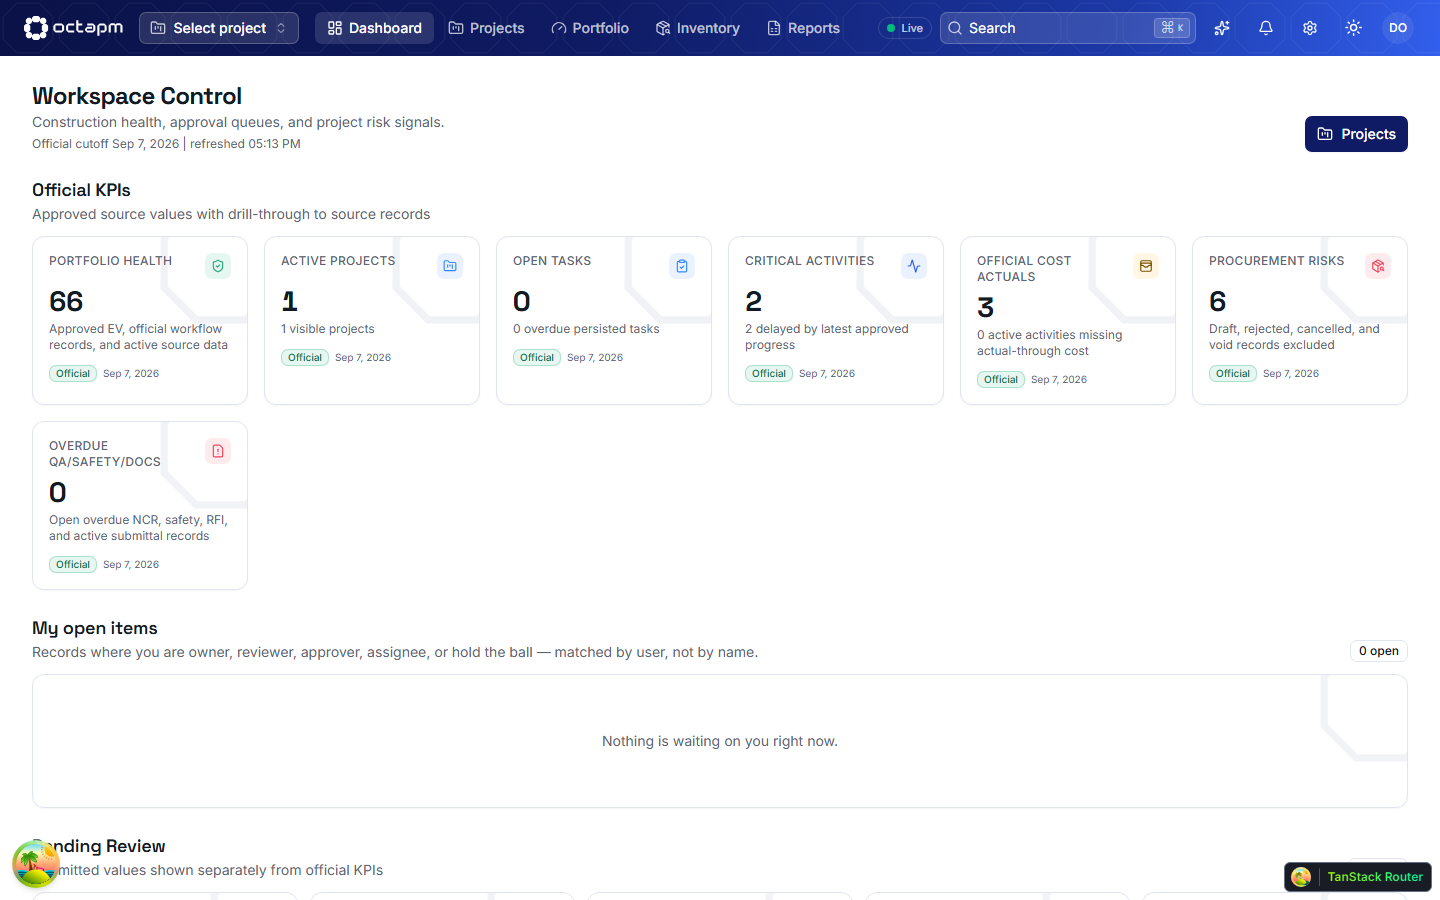 octapm
Select project
Dashboard
Projects
Portfolio
Inventory
Reports
Live
Search
⌘ K
DO
Workspace Control
Construction health, approval queues, and project risk signals.
Official cutoff Sep 7, 2026 | refreshed 05:13 PM
Projects
Official KPIs
Approved source values with drill-through to source records
PORTFOLIO HEALTH
66
Approved EV, official workflow
records, and active source data
Official Sep 7, 2026
ACTIVE PROJECTS
1
1 visible projects
Official Sep 7, 2026
OPEN TASKS
0
0 overdue persisted tasks
Official Sep 7, 2026
CRITICAL ACTIVITIES
2
2 delayed by latest approved
progress
Official Sep 7, 2026
OFFICIAL COST
ACTUALS
3
0 active activities missing
actual-through cost
Official Sep 7, 2026
PROCUREMENT RISKS
6
Draft, rejected, cancelled, and
void records excluded
Official Sep 7, 2026
OVERDUE
QA/SAFETY/DOCS
0
Open overdue NCR, safety, RFI,
and active submittal records
Official Sep 7, 2026
My open items
Records where you are owner, reviewer, approver, assignee, or hold the ball — matched by user, not by name.
0 open
Nothing is waiting on you right now.
nding Review
mitted values shown separately from official KPIs
TanStack Router